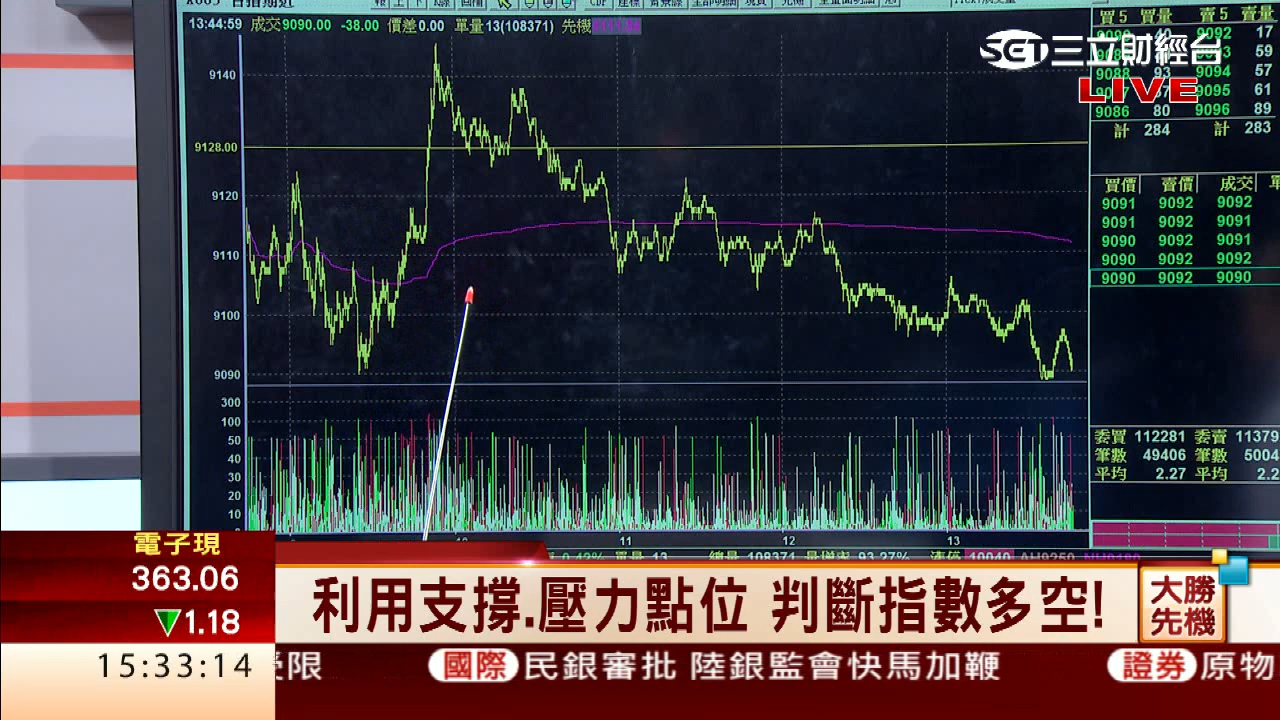 13:44:59 成交9090.00 -38.00 價差0.00 單量13(108371) 先機
9140
9128.00
9120
9110
9100
9090
300
100
50
40
30
20
10
11 12 13
買5 買量 賣5 賣量
9092 17
59
9088 93 9094 57
9095 61
9086 80 9096 89
計 284 計 283
SET三立財經台
LIVE
買價 賣價 成交
9091 9092 9092
9091 9092 9091
9090 9092 9091
9090 9092 9092
9090 9092 9090
委買 112281 委賣 11379
筆數 49406 筆數 5004
平均 2.27 平均 2.2
電子現
363.06
▼1.18
15:33:14
利用支撐.壓力點位 判斷指數多空!
大勝先機
受限 國際 民銀審批 陸銀監會快馬加鞭 證券 原物